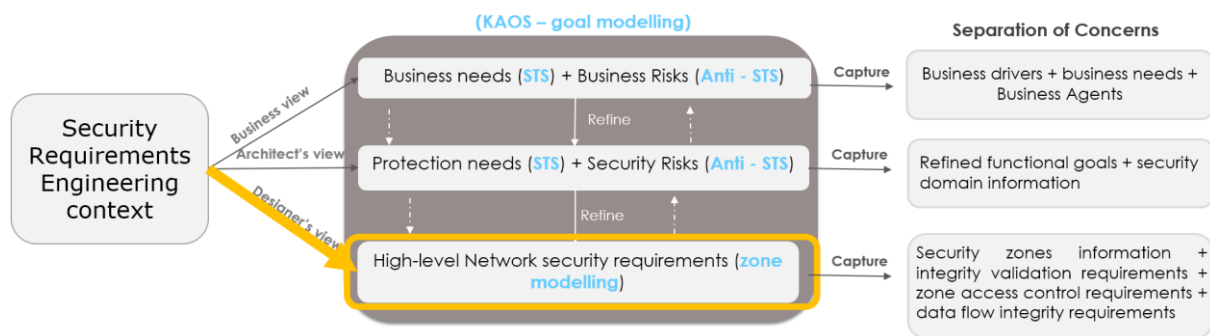 (KAOS – goal modelling)
Separation of Concerns
Security
Requirements
Engineering
context
Business view
Architect's view
Designer's view
Business needs (STS) + Business Risks (Anti - STS)
Capture
Business drivers + business needs +
Business Agents
Refine
Protection needs (STS) + Security Risks (Anti - STS)
Capture
Refined functional goals + security
domain information
Refine
High-level Network security requirements (zone
modelling)
Capture
Security zones information +
integrity validation requirements +
zone access control requirements +
data flow integrity requirements